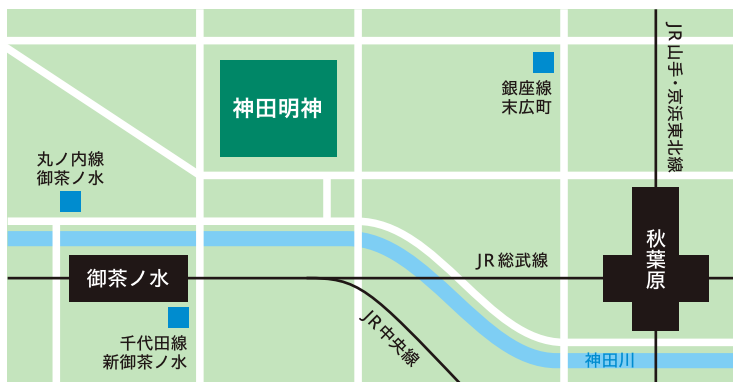 神田明神
銀座線
末広町
JR山手・京浜東北線
丸ノ内線
御茶ノ水
秋葉原
JR総武線
御茶ノ水
千代田線
新御茶ノ水
JR中央線
神田川